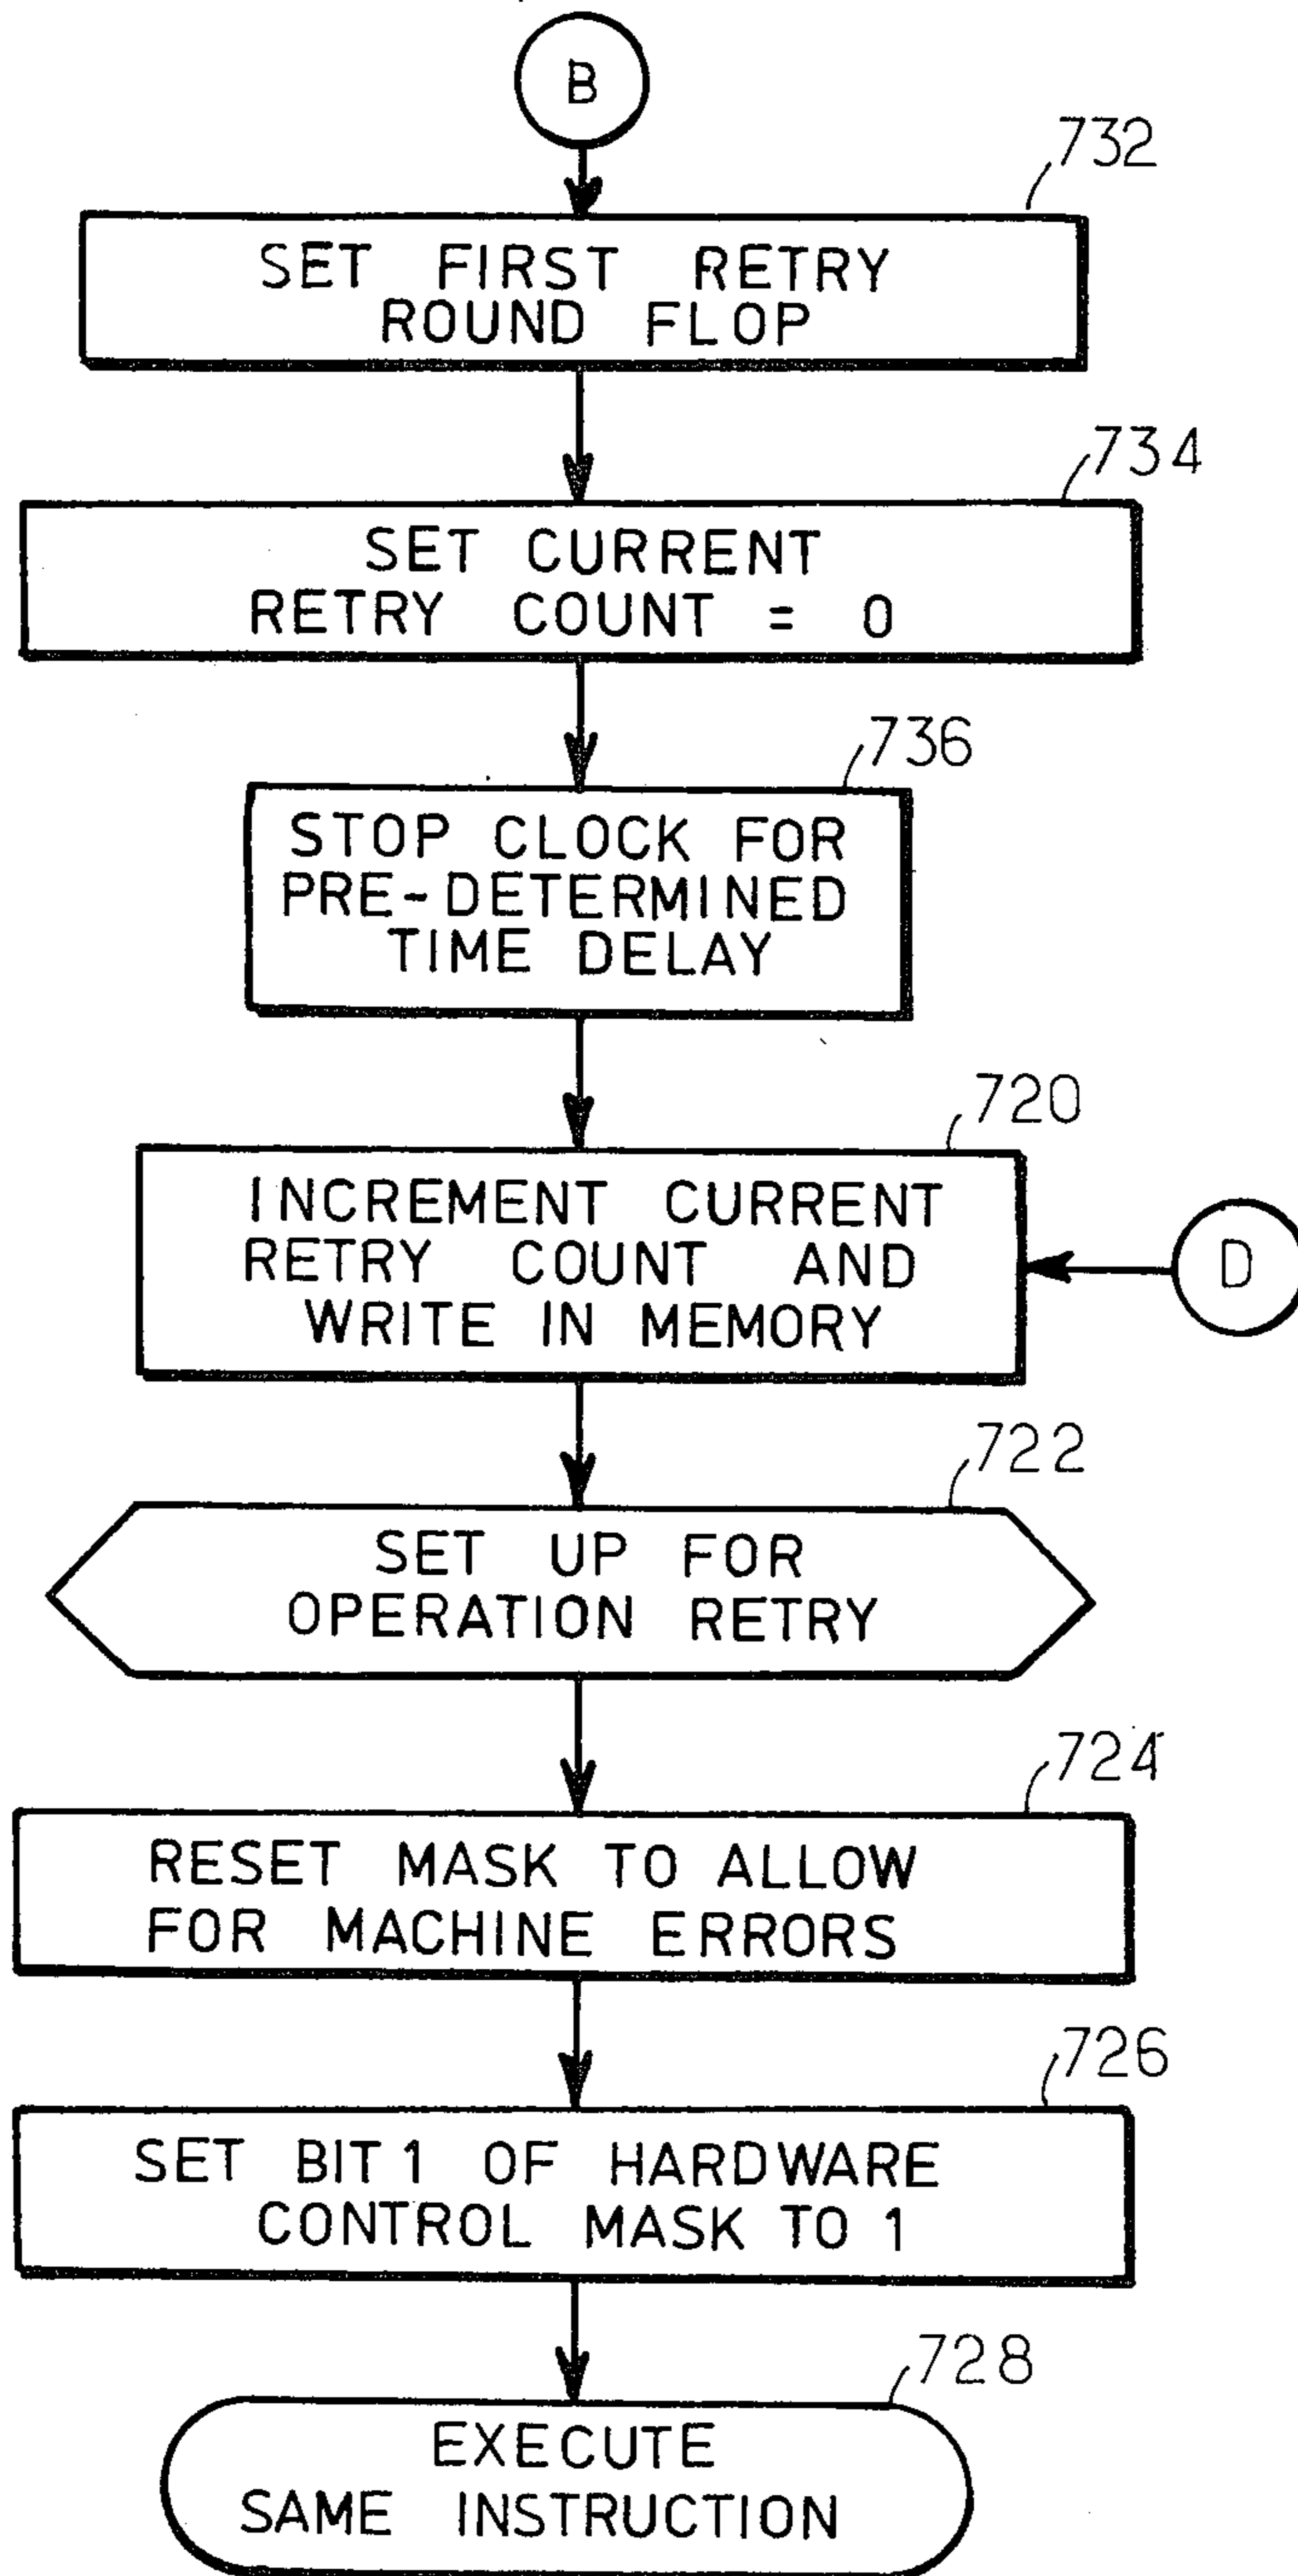 B
732
SET FIRST RETRY
ROUND FLOP
734
SET CURRENT
RETRY COUNT = 0
736
STOP CLOCK FOR
PRE-DETERMINED
TIME DELAY
720
INCREMENT CURRENT
RETRY COUNT AND
WRITE IN MEMORY
D
722
SET UP FOR
OPERATION RETRY
724
RESET MASK TO ALLOW
FOR MACHINE ERRORS
726
SET BIT 1 OF HARDWARE
CONTROL MASK TO 1
728
EXECUTE
SAME INSTRUCTION